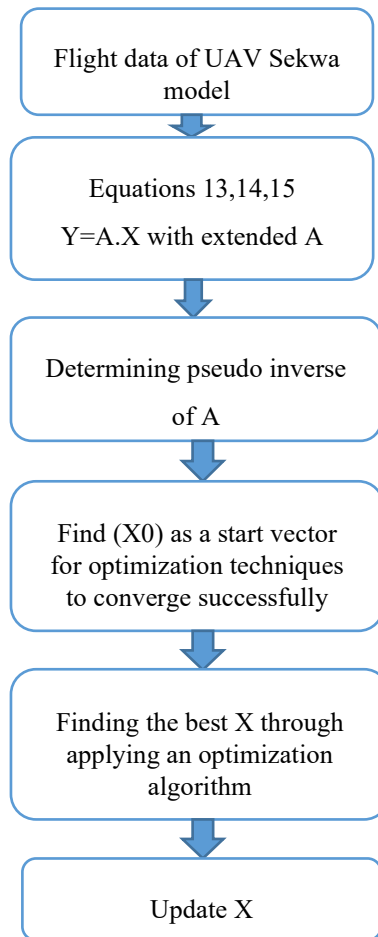 Flight data of UAV Sekwa
model
Equations 13,14,15
Y=A.X with extended A
Determining pseudo inverse
of A
Find (X0) as a start vector
for optimization techniques
to converge successfully
Finding the best X through
applying an optimization
algorithm
Update X